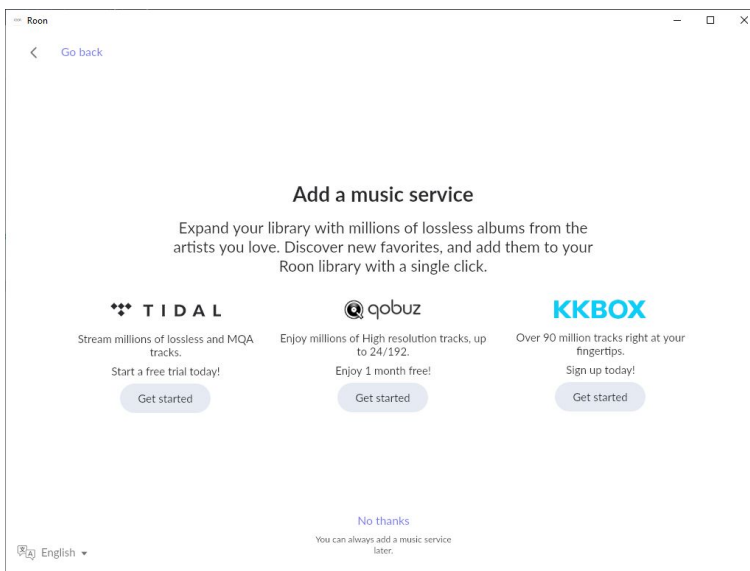 Roon
Go back
Add a music service
Expand your library with millions of lossless albums from the
artists you love. Discover new favorites, and add them to your
Roon library with a single click.
TIDAL
Stream millions of lossless and MQA
tracks.
Start a free trial today!
Get started
qobuz
Enjoy millions of High resolution tracks, up
to 24/192.
Enjoy 1 month free!
Get started
KKBOX
Over 90 million tracks right at your
fingertips.
Sign up today!
Get started
No thanks
You can always add a music service
later.
English